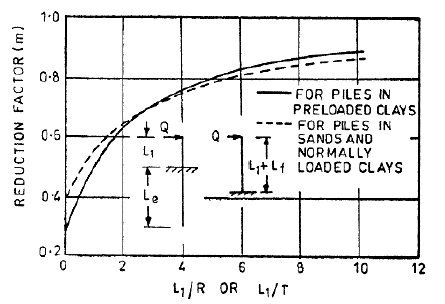 REDUCTION FACTOR (m)
1.0
0.8
0.6
0.4
0.2
0
2
4
6
8
10
12
L1/R OR L1/T
FOR PILES IN
PRELOADED CLAYS
FOR PILES IN
SANDS AND
NORMALLY
LOADED CLAYS
Q
L1
Le
Q
L1+Lf